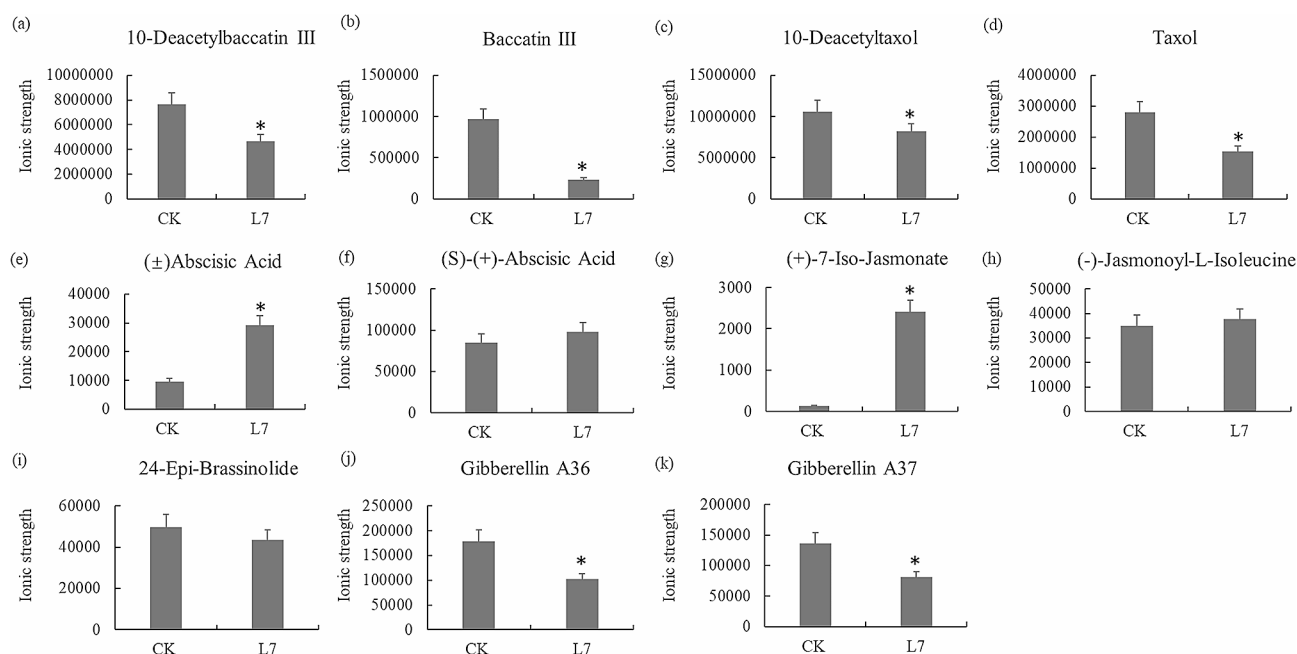 (a)
10-Deacetylbaccatin III
Ionic strength
10000000
8000000
6000000
4000000
2000000
0
*
CK L7
(b)
Baccatin III
Ionic strength
1500000
1000000
500000
0
*
CK L7
(c)
10-Deacetyltaxol
Ionic strength
15000000
10000000
5000000
0
*
CK L7
(d)
Taxol
Ionic strength
4000000
3000000
2000000
1000000
0
*
CK L7
(e)
(±)Abscisic Acid
Ionic strength
40000
30000
20000
10000
0
*
CK L7
(f)
(S)-(+)-Abscisic Acid
Ionic strength
150000
100000
50000
0
CK L7
(g)
(+)-7-Iso-Jasmonate
Ionic strength
3000
2000
1000
0
*
CK L7
(h)
(-)-Jasmonoyl-L-Isoleucine
Ionic strength
50000
40000
30000
20000
10000
0
CK L7
(i)
24-Epi-Brassinolide
Ionic strength
60000
40000
20000
0
CK L7
(j)
Gibberellin A36
Ionic strength
250000
200000
150000
100000
50000
0
*
CK L7
(k)
Gibberellin A37
Ionic strength
200000
150000
100000
50000
0
*
CK L7